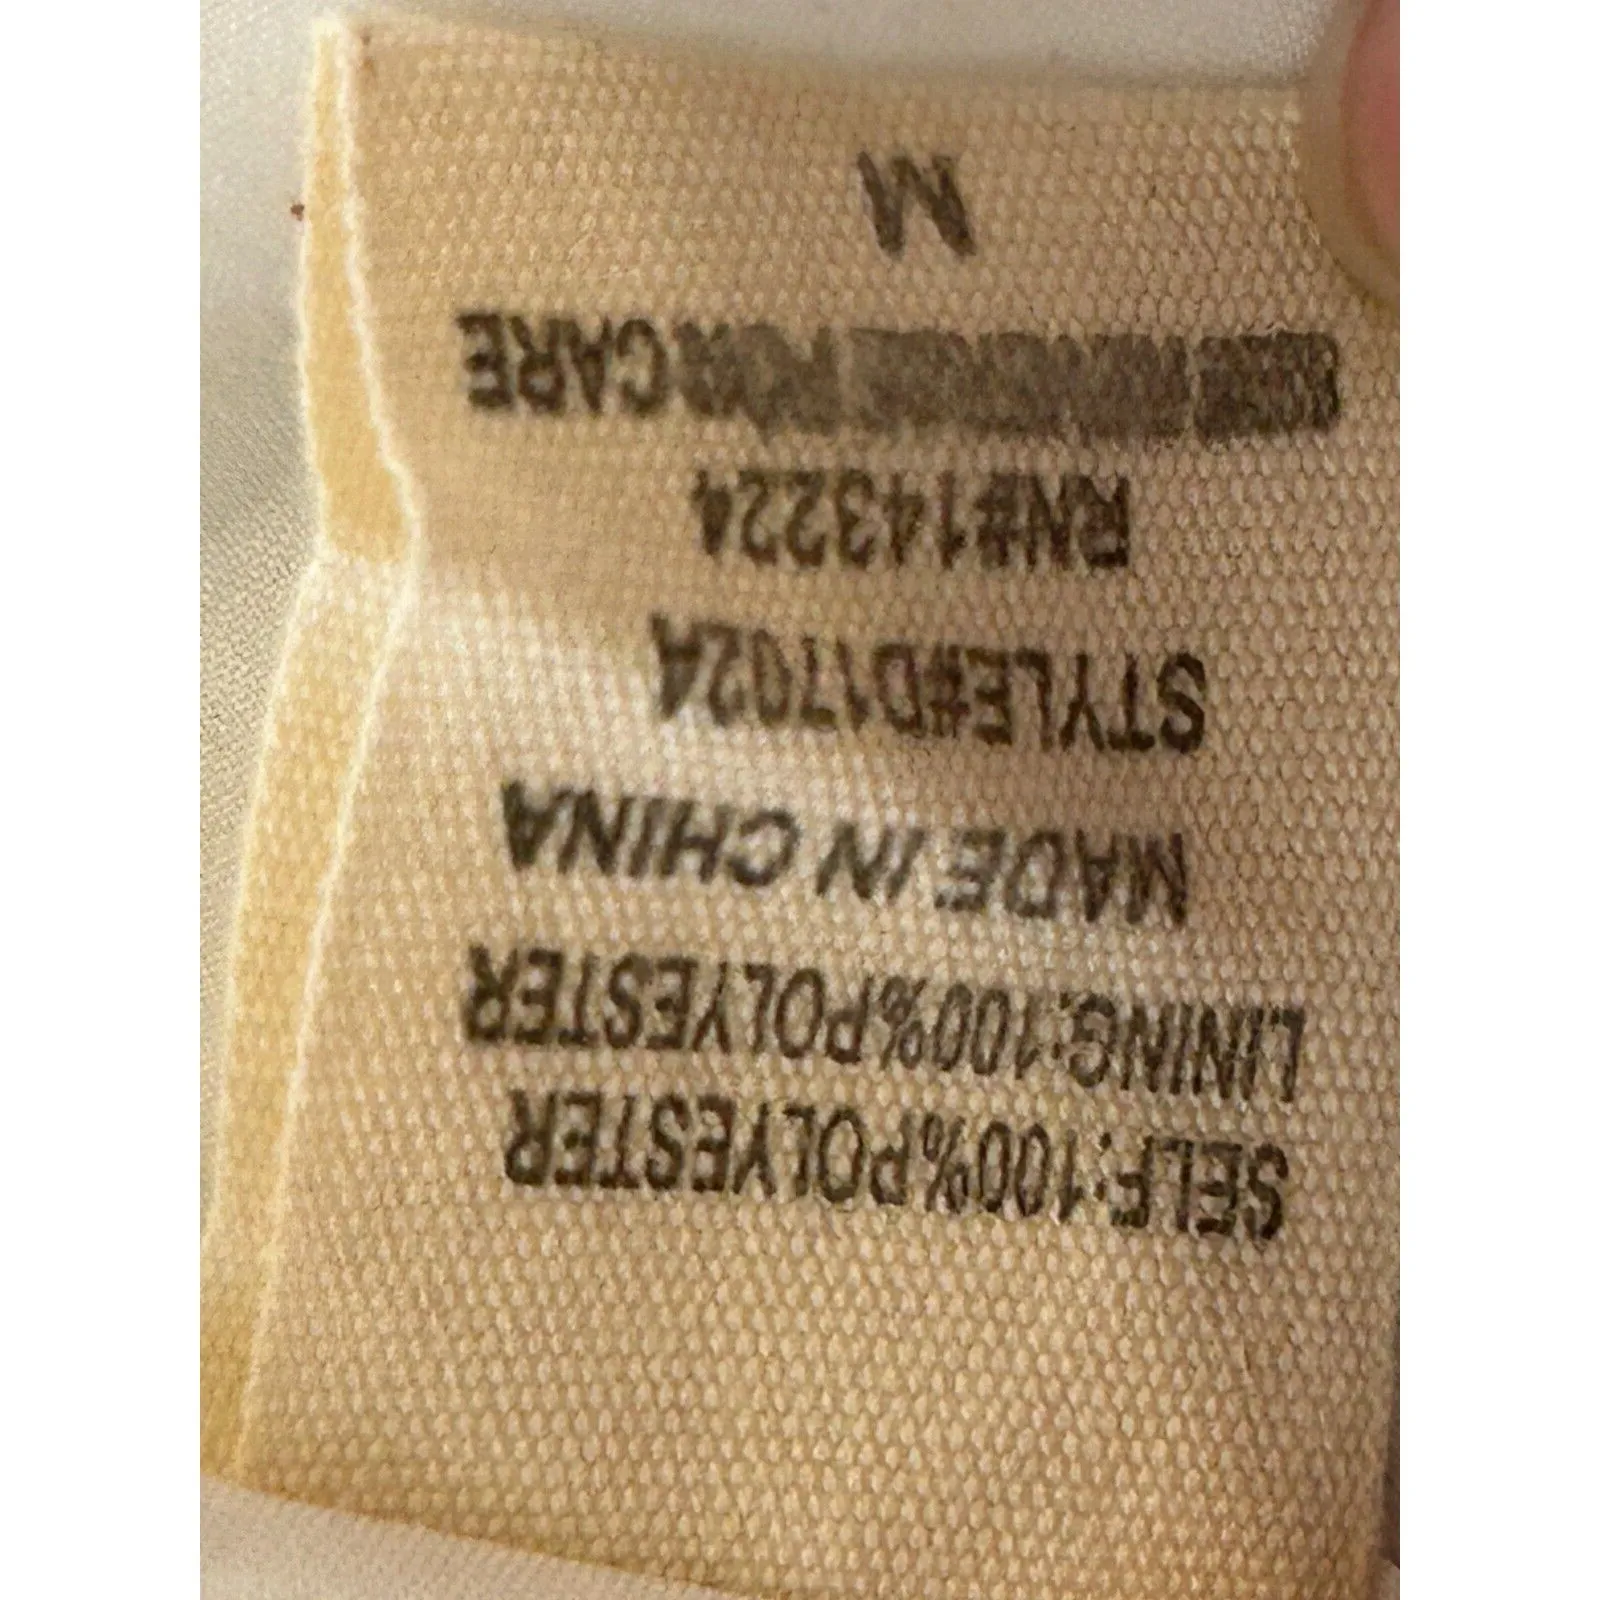 SELF:100%POLYESTER
LINING:100%POLYESTER
MADE IN CHINA
STYLE#D1702A
RN#143224
FOR CARE
M